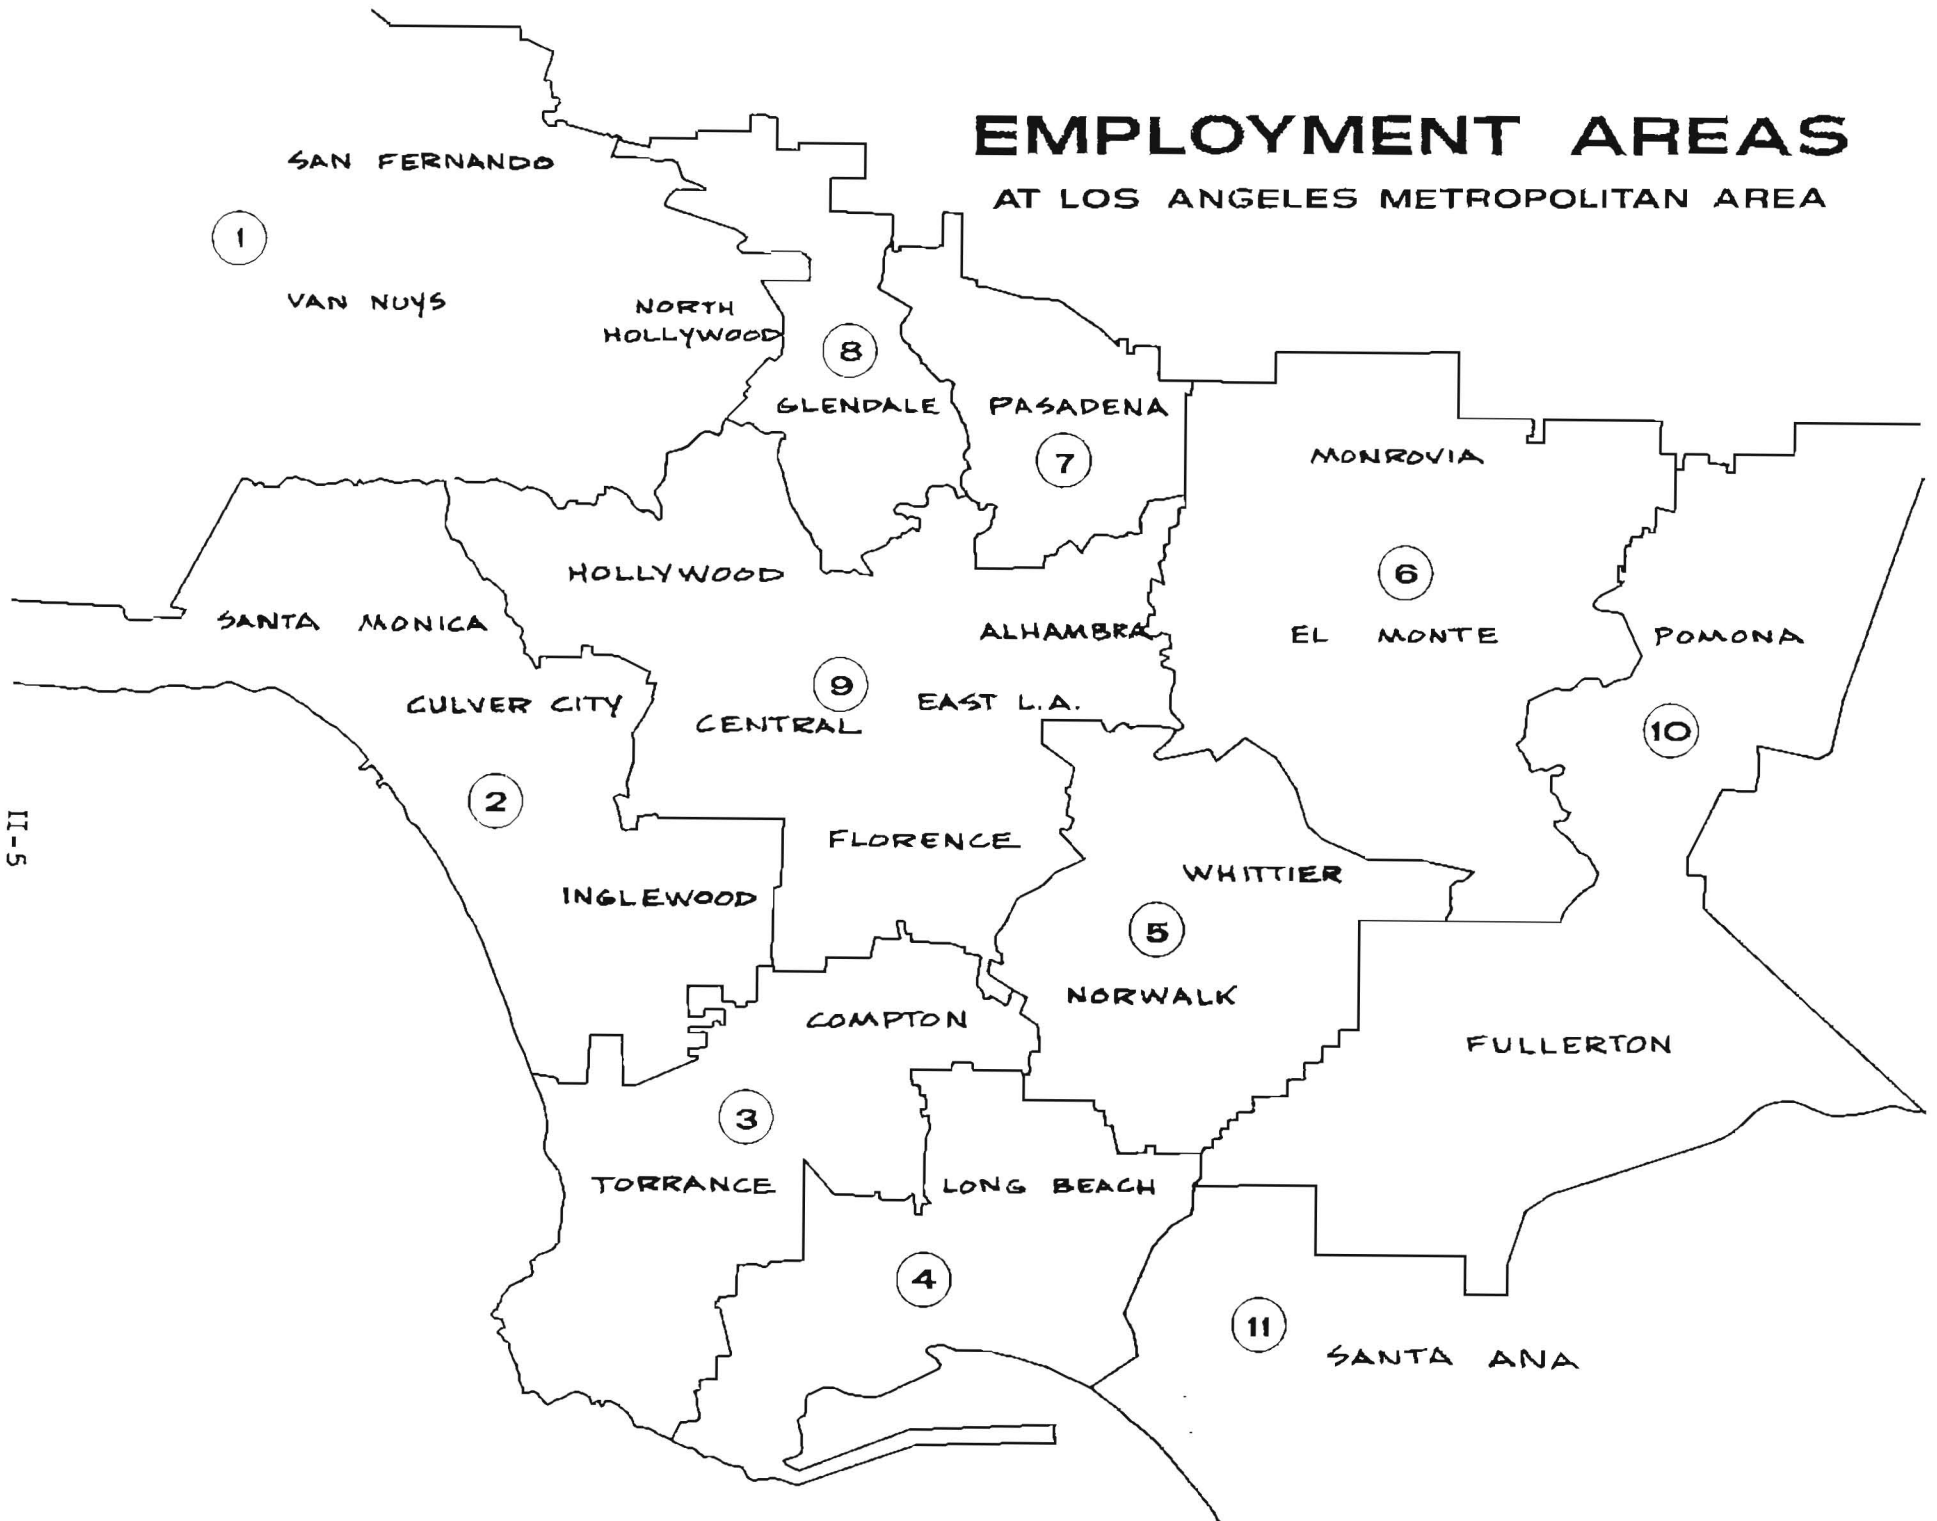 EMPLOYMENT AREAS
AT LOS ANGELES METROPOLITAN AREA
SAN FERNANDO
1
VAN NUYS
NORTH
HOLLYWOOD
8
GLENDALE
PASADENA
7
MONROVIA
HOLLYWOOD
6
SANTA MONICA
ALHAMBRA
EL MONTE
POMONA
9
CULVER CITY
EAST L.A.
CENTRAL
10
2
FLORENCE
II-5
WHITTIER
INGLEWOOD
5
NORWALK
COMPTON
FULLERTON
3
TORRANCE
LONG BEACH
4
11
SANTA ANA